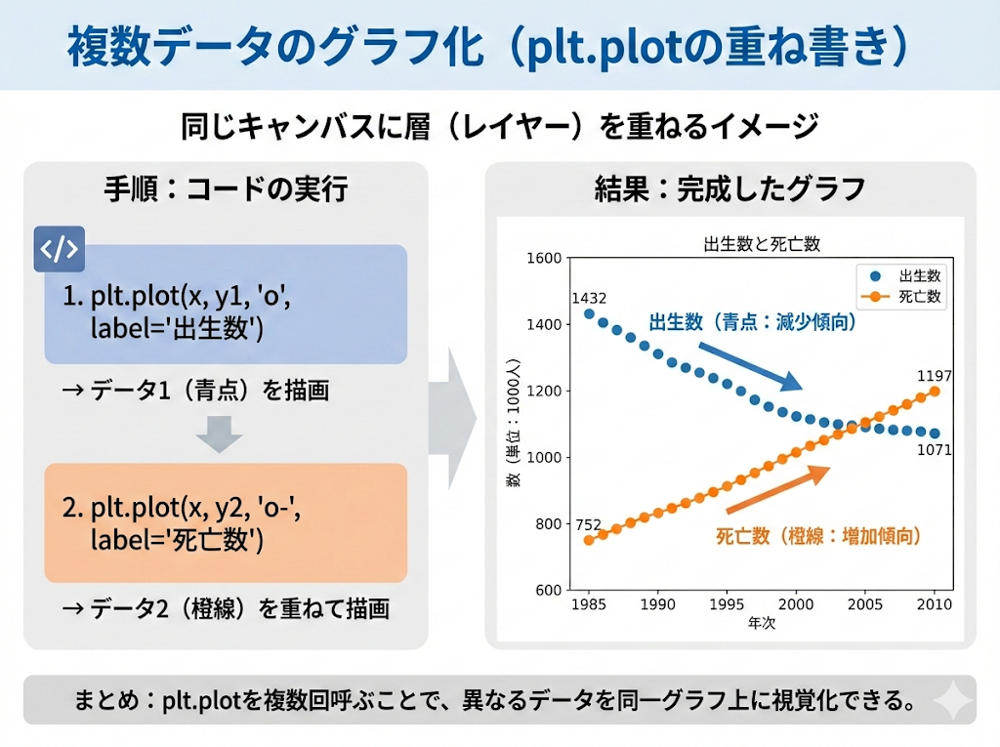 複数データのグラフ化（plt.plotの重ね書き）
同じキャンバスに層（レイヤー）を重ねるイメージ
手順：コードの実行
</>
1. plt.plot(x, y1, 'o',
label='出生数')
→ データ1（青点）を描画
2. plt.plot(x, y2, 'o-',
label='死亡数')
→ データ2（橙線）を重ねて描画
結果：完成したグラフ
出生数と死亡数
出生数
死亡数
数（単位：1000人）
1600
1400
1200
1000
800
600
1432
出生数（青点：減少傾向）
1197
1071
752
死亡数（橙線：増加傾向）
1985
1990
1995
2000
2005
2010
年次
まとめ：plt.plotを複数回呼ぶことで、異なるデータを同一グラフ上に視覚化できる。